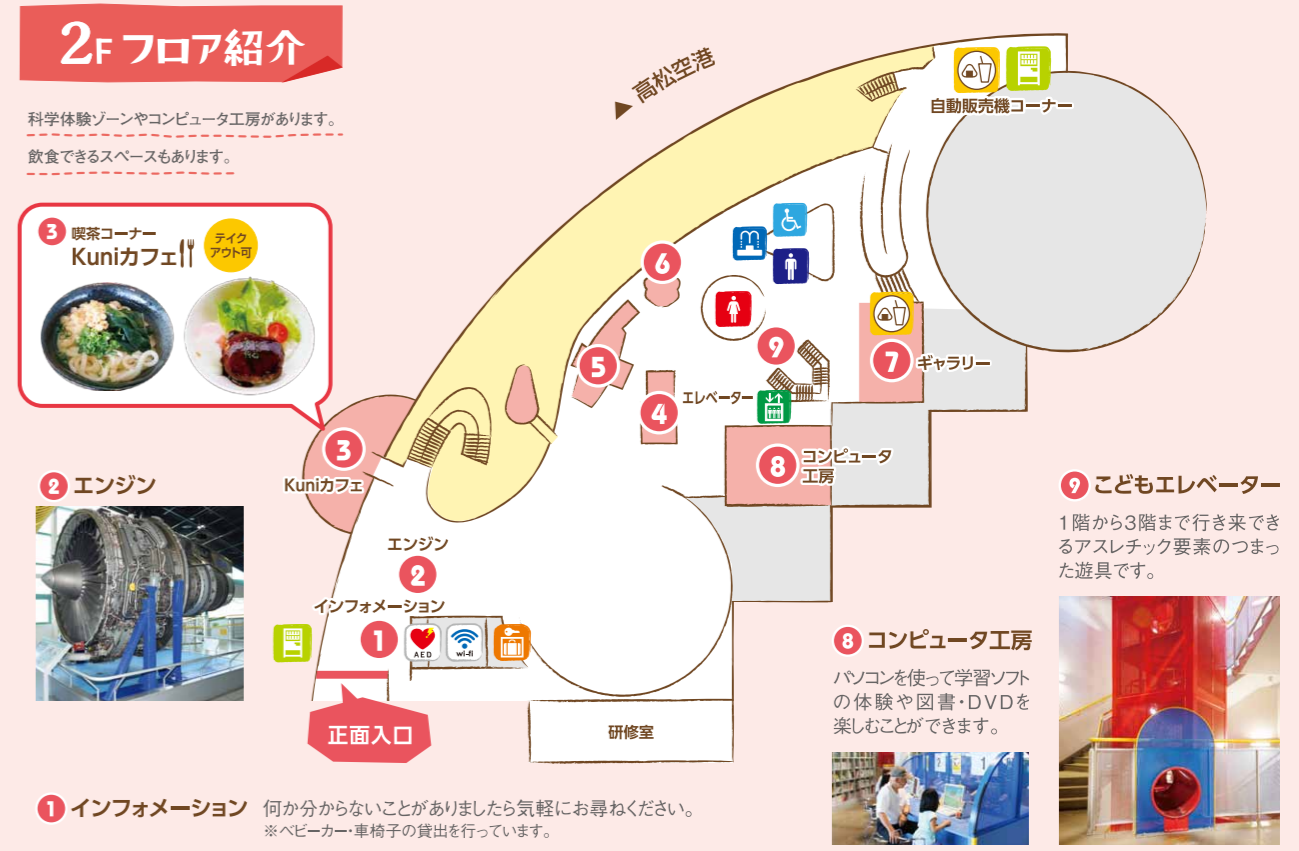 2F フロア紹介
科学体験ゾーンやコンピュータ工房があります。
飲食できるスペースもあります。
3 喫茶コーナー
Kuniカフェ
テイク
アウト可
▶ 高松空港
自動販売機コーナー
6
5
9
7 ギャラリー
4
エレベーター
8 コンピュータ
工房
3
Kuniカフェ
エンジン
2
インフォメーション
1
AED
wi-fi
正面入口
研修室
2 エンジン
9 こどもエレベーター
1階から3階まで行き来でき
るアスレチック要素のつまっ
た遊具です。
8 コンピュータ工房
パソコンを使って学習ソフト
の体験や図書・DVDを
楽しむことができます。
1 インフォメーション 何か分からないことがありましたら気軽にお尋ねください。
※ベビーカー・車椅子の貸出を行っています。